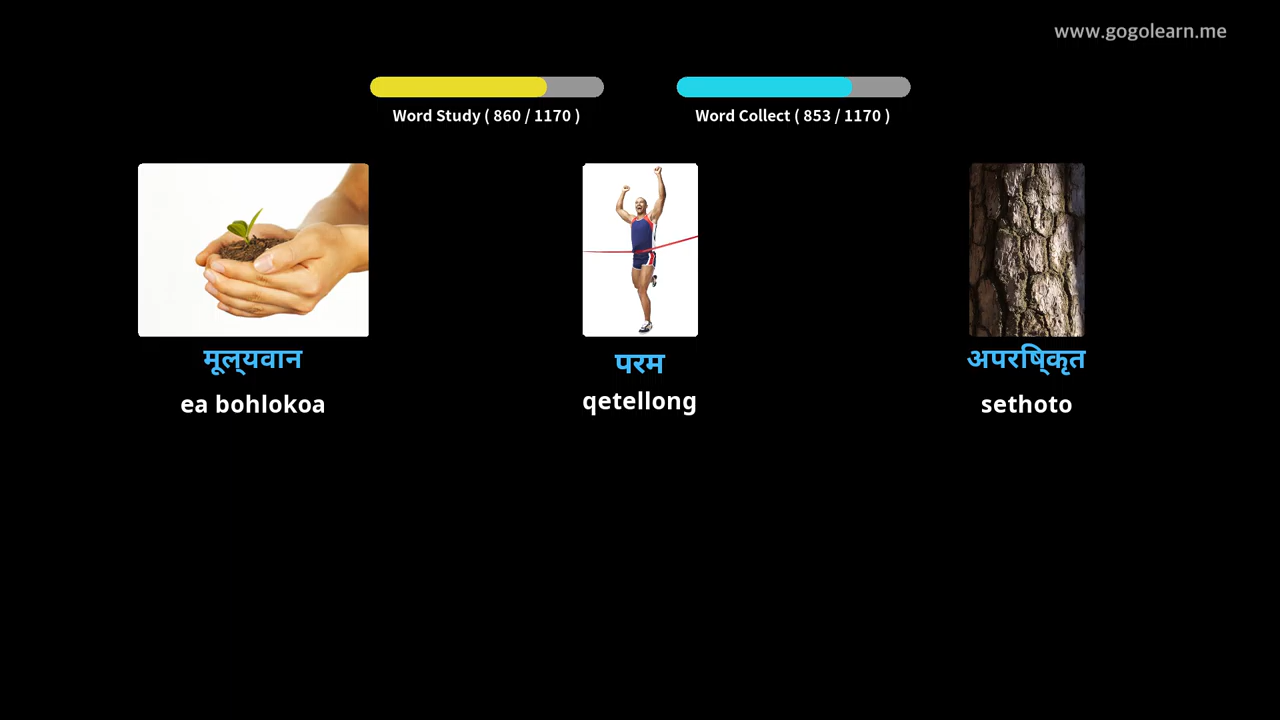 www.gogolearn.me
Word Study ( 860 / 1170 )
Word Collect ( 853 / 1170 )
मूल्यवान
ea bohlokoa
परम
qetellong
अपरिष्कृत
sethoto